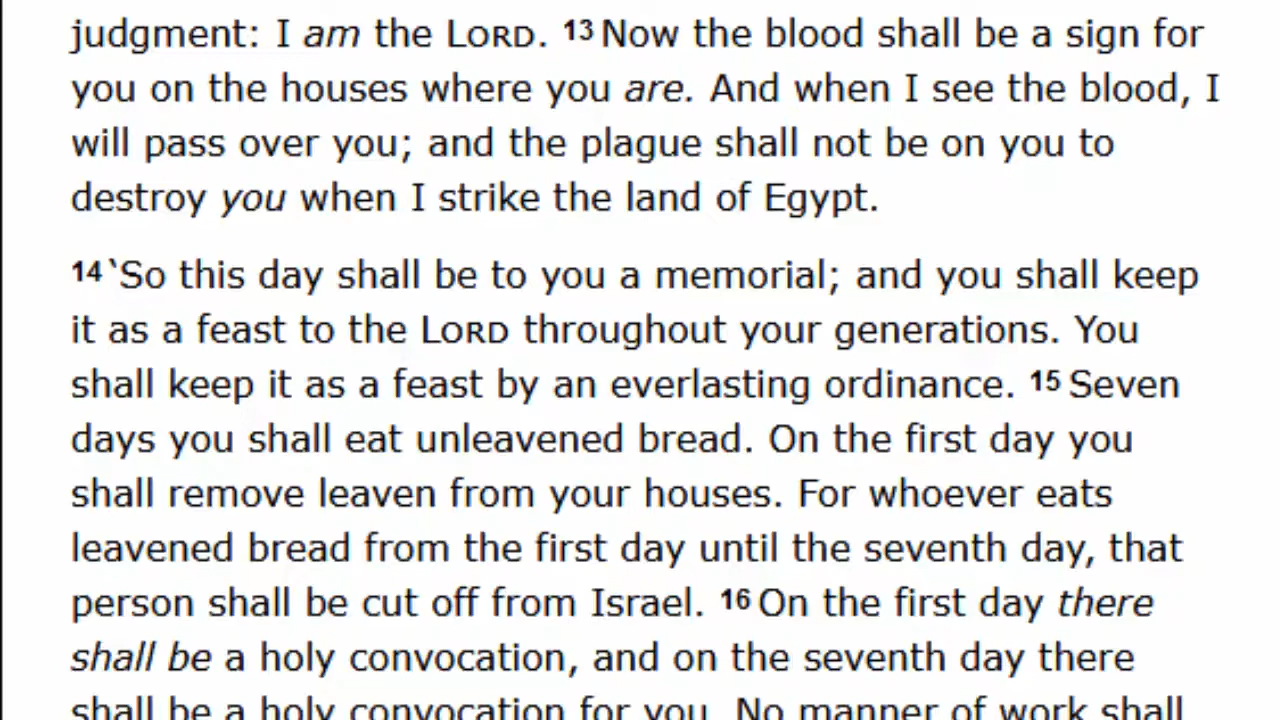 judgment: I am the LORD. 13 Now the blood shall be a sign for
you on the houses where you are. And when I see the blood, I
will pass over you; and the plague shall not be on you to
destroy you when I strike the land of Egypt.
14 ‘So this day shall be to you a memorial; and you shall keep
it as a feast to the LORD throughout your generations. You
shall keep it as a feast by an everlasting ordinance. 15 Seven
days you shall eat unleavened bread. On the first day you
shall remove leaven from your houses. For whoever eats
leavened bread from the first day until the seventh day, that
person shall be cut off from Israel. 16 On the first day there
shall be a holy convocation, and on the seventh day there
shall be a holy convocation for you. No manner of work shall